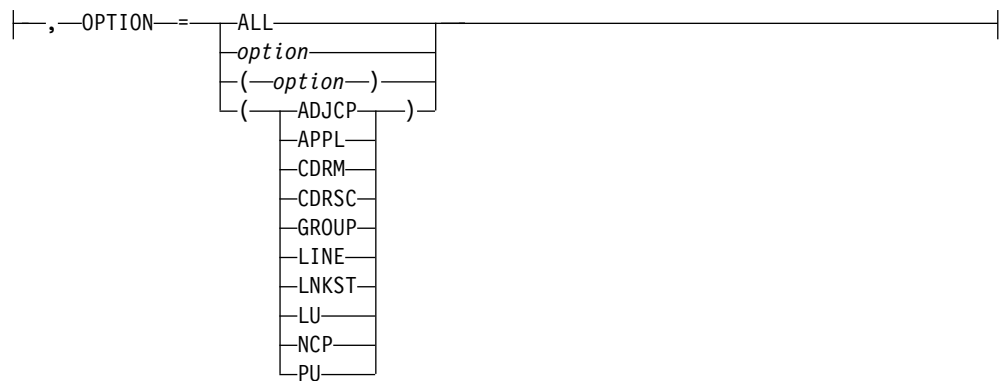 , OPTION = ALL
option
( option )
( ADJCP )
APPL
CDRM
CDRSC
GROUP
LINE
LNKST
LU
NCP
PU